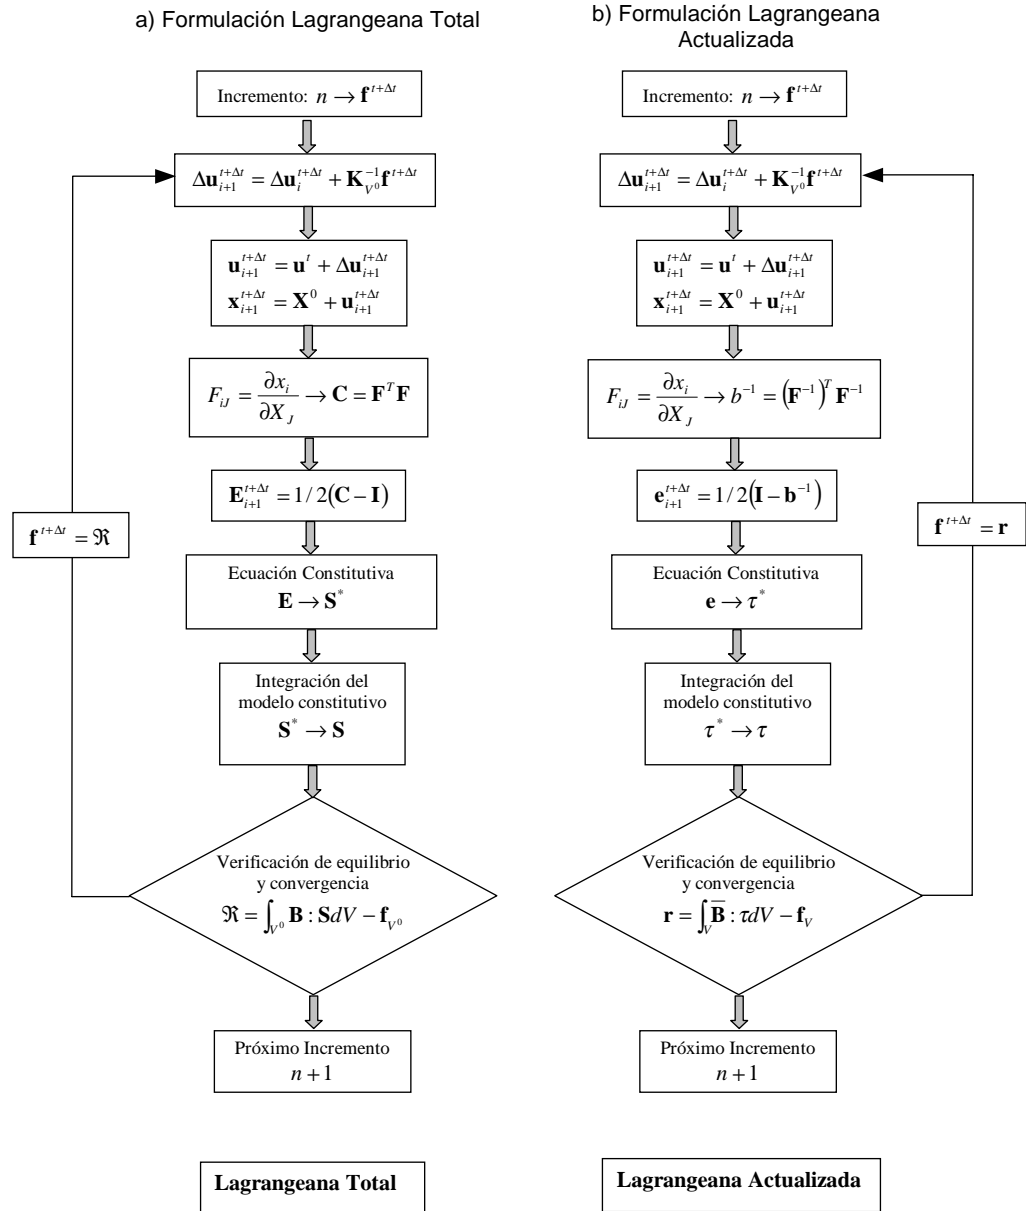 a) Formulación Lagrangeana Total
Incremento: n → f^{t+Δt}
Δu_{i+1}^{t+Δt} = Δu_i^{t+Δt} + K_{V^0}^{-1} f^{t+Δt}
u_{i+1}^{t+Δt} = u^t + Δu_{i+1}^{t+Δt}
x_{i+1}^{t+Δt} = X^0 + u_{i+1}^{t+Δt}
F_{iJ} = ∂x_i / ∂X_J → C = F^T F
E_{i+1}^{t+Δt} = 1/2(C − I)
f^{t+Δt} = ℜ
Ecuación Constitutiva
E → S^*
Integración del
modelo constitutivo
S^* → S
Verificación de equilibrio
y convergencia
ℜ = ∫_{V^0} B : S dV − f_{V^0}
Próximo Incremento
n + 1
Lagrangeana Total
b) Formulación Lagrangeana
Actualizada
Incremento: n → f^{t+Δt}
Δu_{i+1}^{t+Δt} = Δu_i^{t+Δt} + K_{V^0}^{-1} f^{t+Δt}
u_{i+1}^{t+Δt} = u^t + Δu_{i+1}^{t+Δt}
x_{i+1}^{t+Δt} = X^0 + u_{i+1}^{t+Δt}
F_{iJ} = ∂x_i / ∂X_J → b^{-1} = (F^{-1})^T F^{-1}
e_{i+1}^{t+Δt} = 1/2(I − b^{-1})
f^{t+Δt} = r
Ecuación Constitutiva
e → τ^*
Integración del
modelo constitutivo
τ^* → τ
Verificación de equilibrio
y convergencia
r = ∫_V B̅ : τ dV − f_V
Próximo Incremento
n + 1
Lagrangeana Actualizada